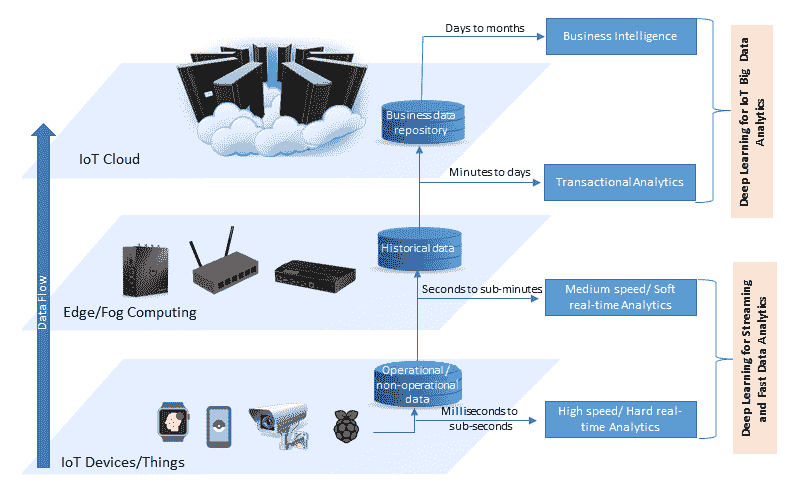 Days to months
Business Intelligence
Business data
repository
IoT Cloud
Minutes to days
Transactional Analytics
Deep Learning for IoT Big Data
Analytics
Historical data
Seconds to sub-minutes
Medium speed/ Soft
real-time Analytics
Edge/Fog Computing
Data Flow
Operational/
non-operational
data
Milliseconds to
sub-seconds
High speed/ Hard real-
time Analytics
Deep Learning for Streaming
and Fast Data Analytics
IoT Devices/Things